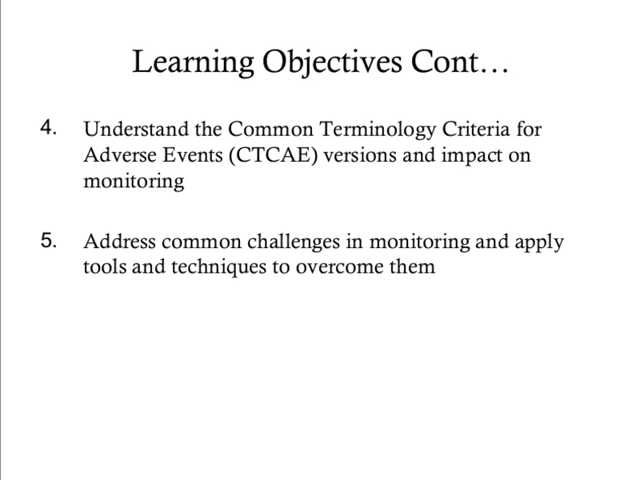 Learning Objectives Cont…
4. Understand the Common Terminology Criteria for
Adverse Events (CTCAE) versions and impact on
monitoring
5. Address common challenges in monitoring and apply
tools and techniques to overcome them